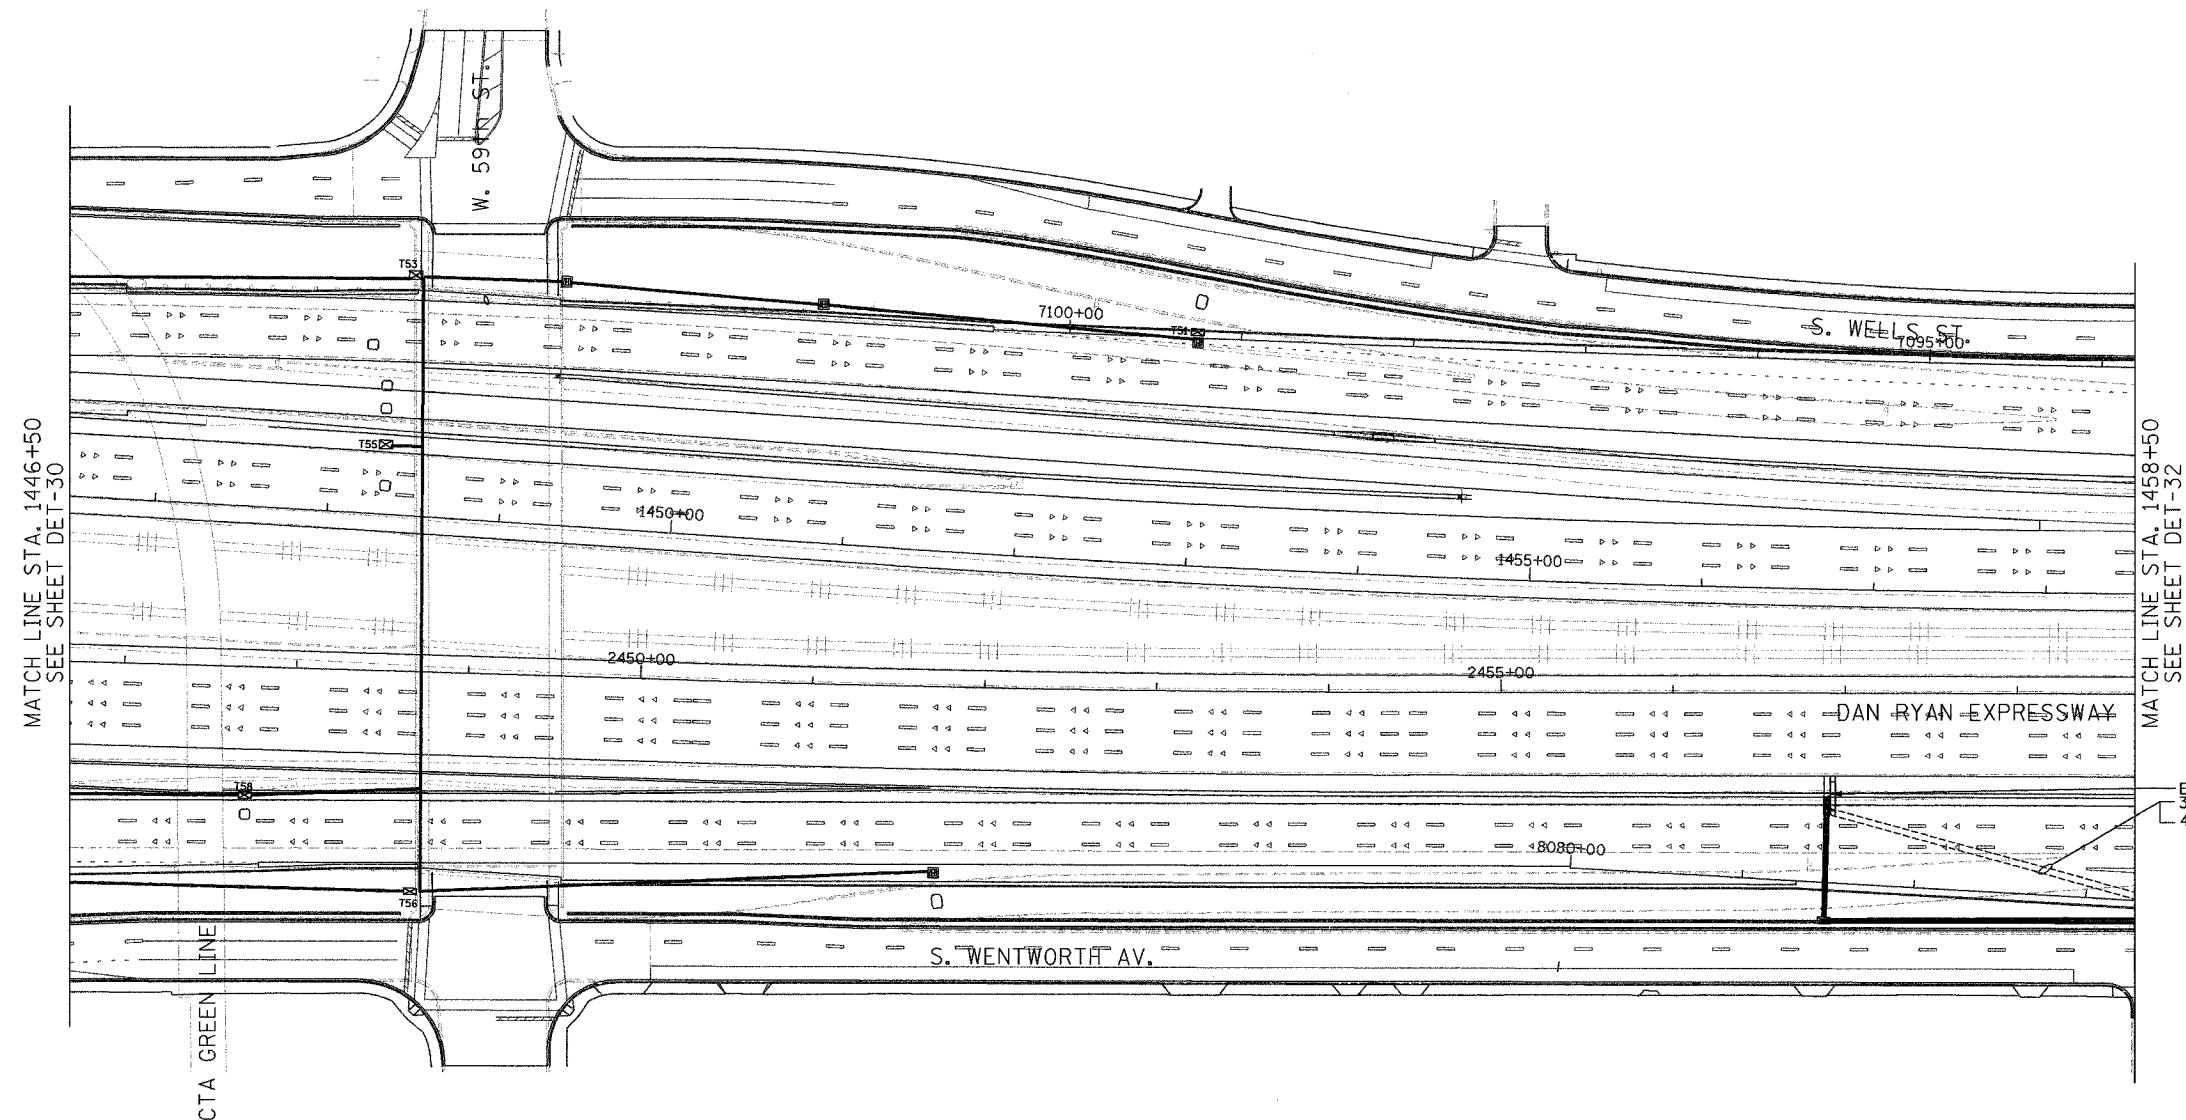 W. 59TH ST.
T53
7100+00
T51
S. WELLS ST.
7095+00
MATCH LINE STA. 1446+50
SEE SHEET DET-30
T55
1450+00
1455+00
MATCH LINE STA. 1458+50
SEE SHEET DET-32
2450+00
2455+00
DAN RYAN EXPRESSWAY
T58
E
3
4
8080+00
T56
S. WENTWORTH AV.
CTA GREEN LINE